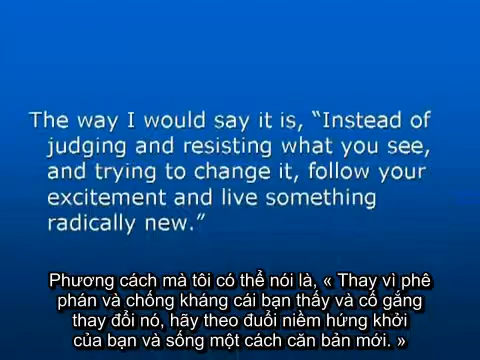 The way I would say it is, “Instead of
judging and resisting what you see,
and trying to change it, follow your
excitement and live something
radically new.”
Phương cách mà tôi có thể nói là, « Thay vì phê
phán và chống kháng cái bạn thấy và cố gắng
thay đổi nó, hãy theo đuổi niềm hứng khởi
của bạn và sống một cách căn bản mới. »